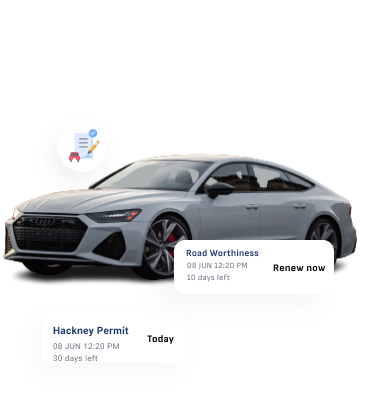 Road Worthiness
08 JUN 12:20 PM
10 days left
Renew now
Hackney Permit
08 JUN 12:20 PM
30 days left
Today